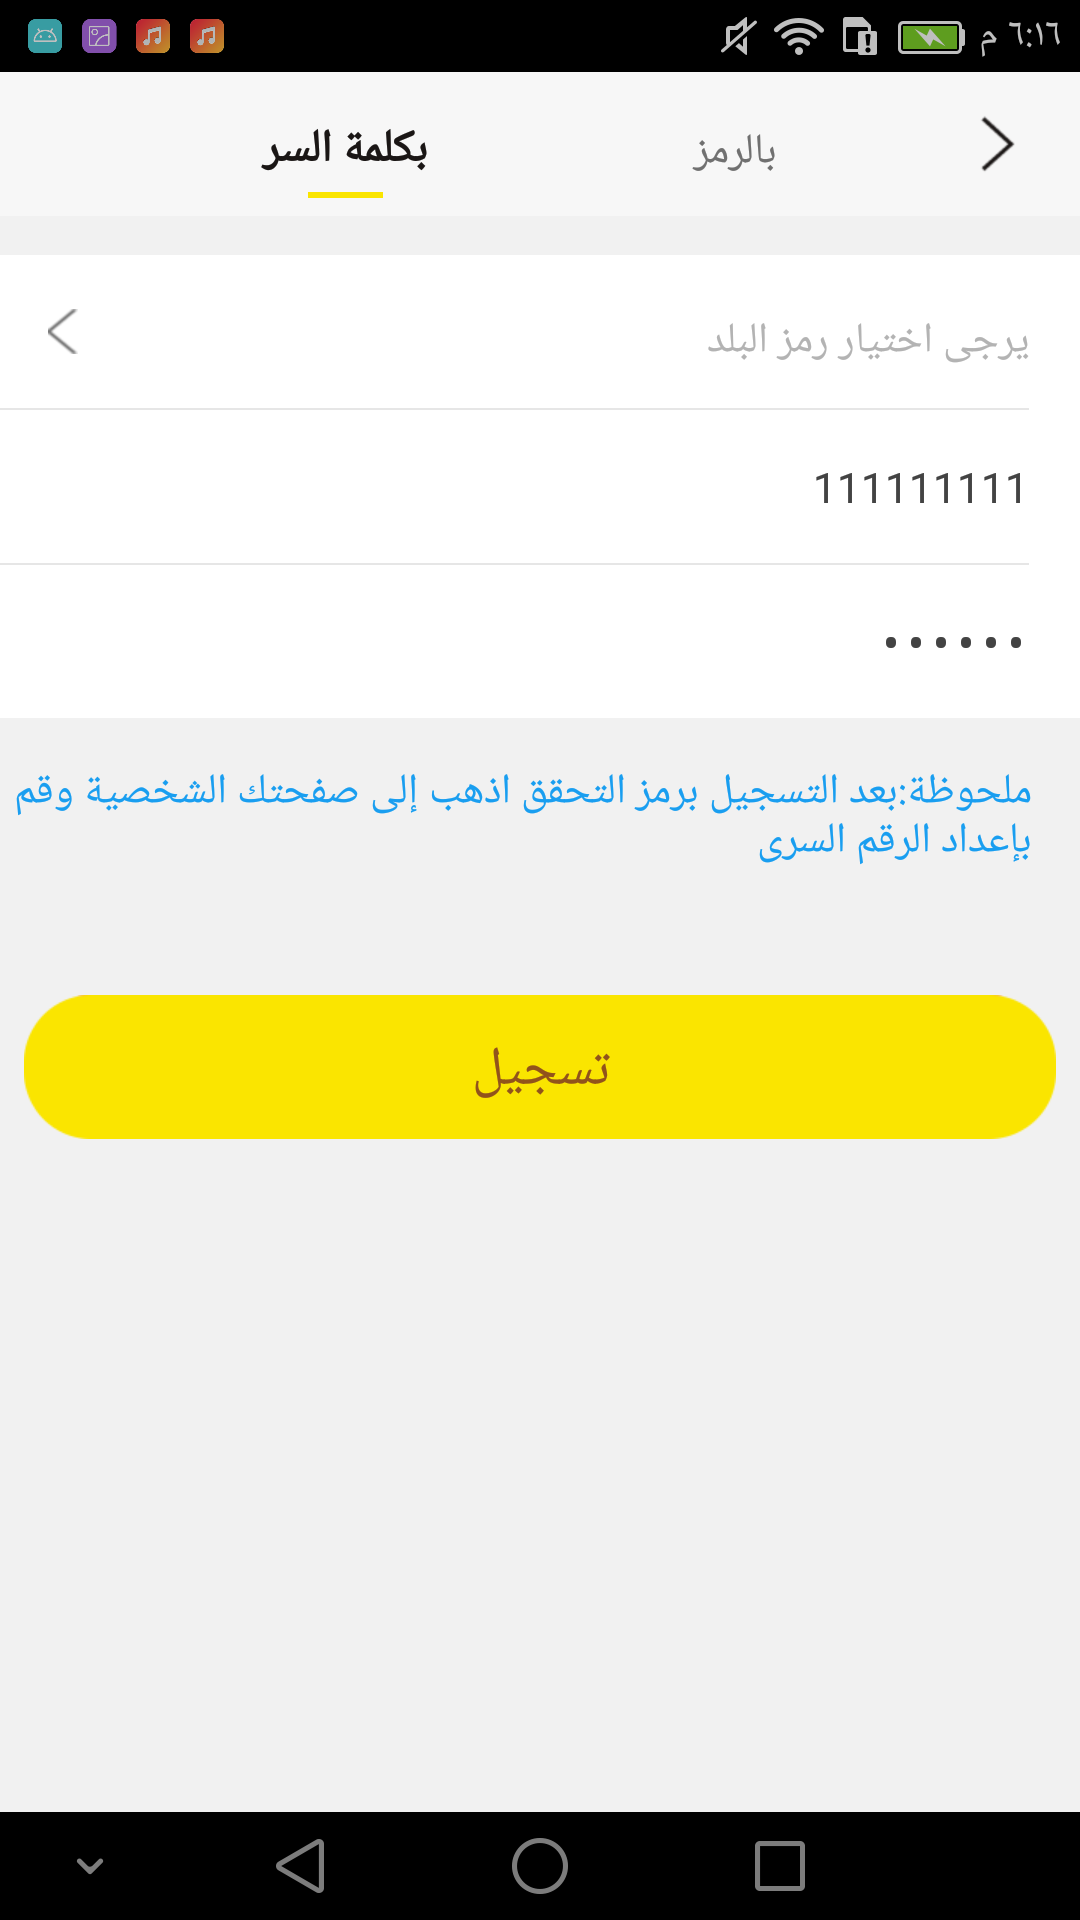 ٦:١٦ م
بالرمز
بكلمة السر
يرجى اختيار رمز البلد
111111111
••••••
ملحوظة:بعد التسجيل برمز التحقق اذهب إلى صفحتك الشخصية وقم
بإعداد الرقم السرى
تسجيل